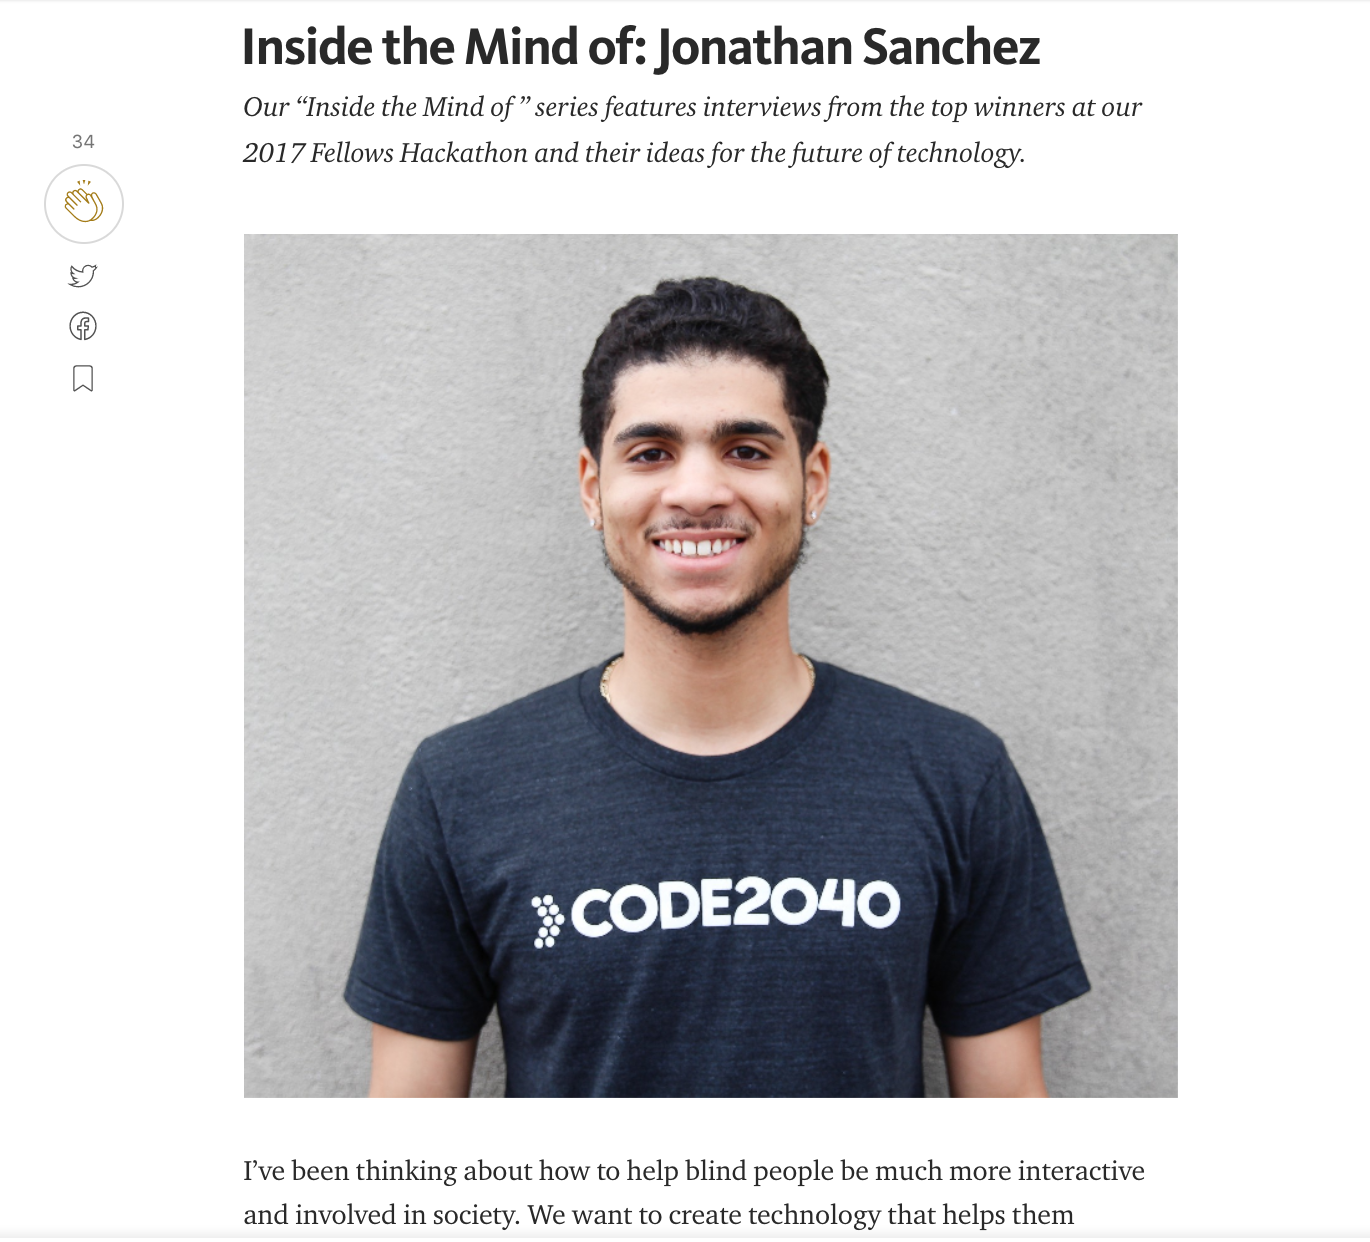 Inside the Mind of: Jonathan Sanchez
Our “Inside the Mind of ” series features interviews from the top winners at our
2017 Fellows Hackathon and their ideas for the future of technology.
34
CODE2040
I’ve been thinking about how to help blind people be much more interactive
and involved in society. We want to create technology that helps them